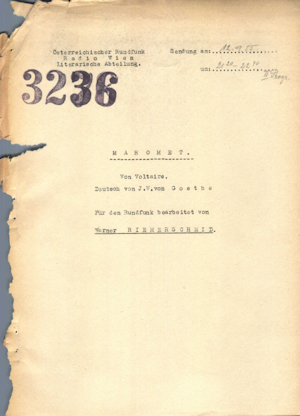 Österreichischer Rundfunk
Radio Wien
Literarische Abteilung.
Sendung am:
um:
3236
M A H O M E T .
Von Voltaire.
Deutsch von J.W.von G o e t h e
Für den Rundfunk bearbeitet von
Werner R I E M E R S C H M I D.